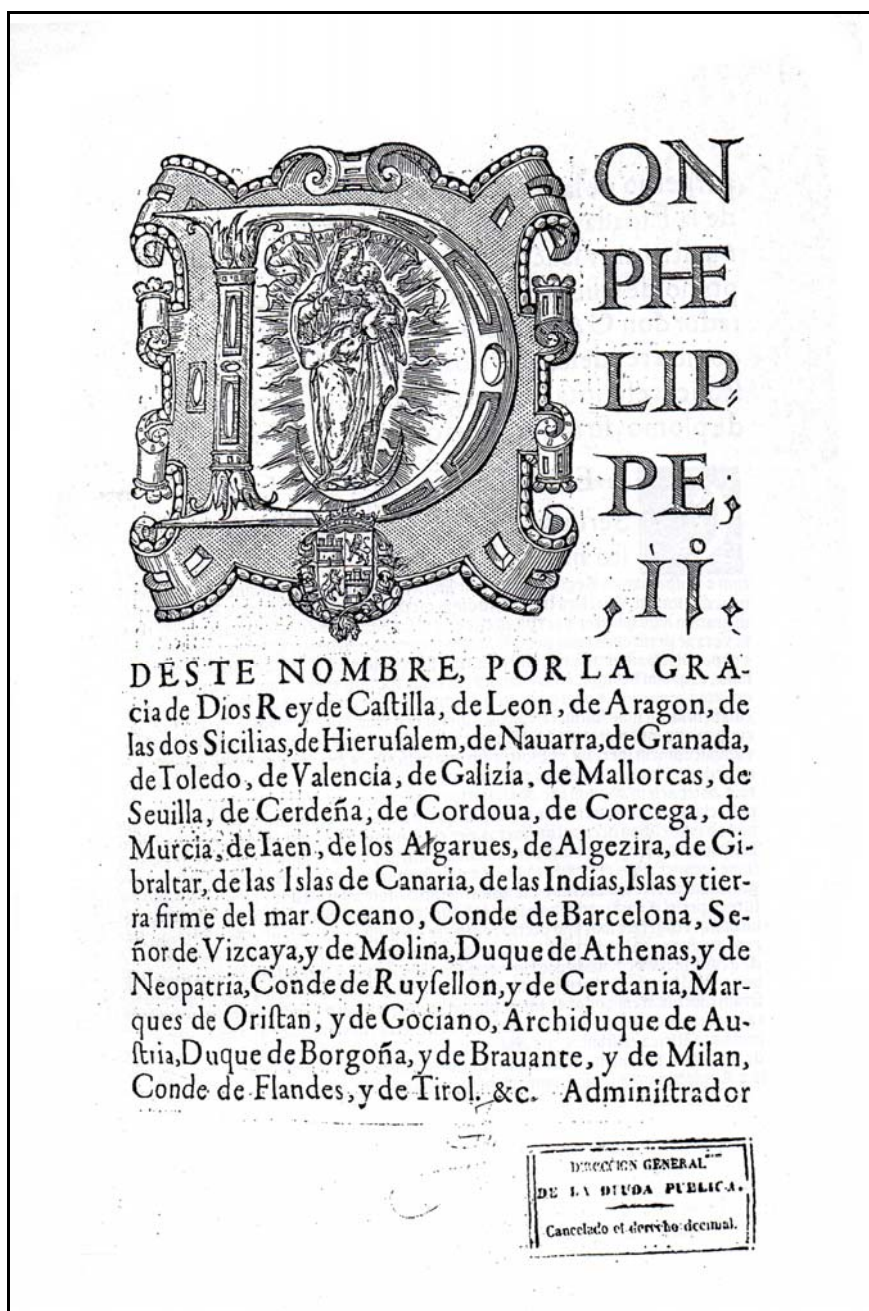 DON
PHE
LIP
PE,
,II,
DESTE NOMBRE, POR LA GRA-
cia de Dios Rey de Caſtilla, de Leon, de Aragon, de
las dos Sicilias, de Hieruſalem, de Nauarra, de Granada,
de Toledo, de Valencia, de Galizia, de Mallorcas, de
Seuilla, de Cerdeña, de Cordoua, de Corcega, de
Murcia, de Iaen, de los Algarues, de Algezira, de Gi-
braltar, de las Islas de Canaria, de las Indias, Islas y tier-
ra firme del mar Oceano, Conde de Barcelona, Se-
ñor de Vizcaya, y de Molina, Duque de Athenas, y de
Neopatria, Conde de Ruyſellon, y de Cerdania, Mar-
ques de Oriſtan, y de Gociano, Archiduque de Au-
ſtria, Duque de Borgoña, y de Brauante, y de Milan,
Conde de Flandes, y de Tirol. &c. Adminiſtrador
DIRECCION GENERAL
DE LA DIUDA PUBLICA.
Cancelado el derecho decimal.